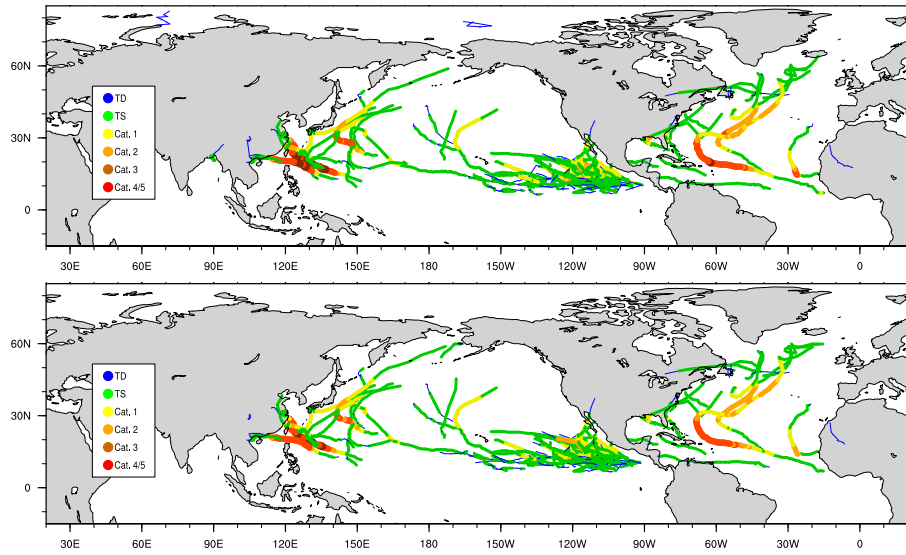 60N
30N
0
TD
TS
Cat. 1
Cat. 2
Cat. 3
Cat. 4/5
30E 60E 90E 120E 150E 180 150W 120W 90W 60W 30W 0
60N
30N
0
TD
TS
Cat. 1
Cat. 2
Cat. 3
Cat. 4/5
30E 60E 90E 120E 150E 180 150W 120W 90W 60W 30W 0